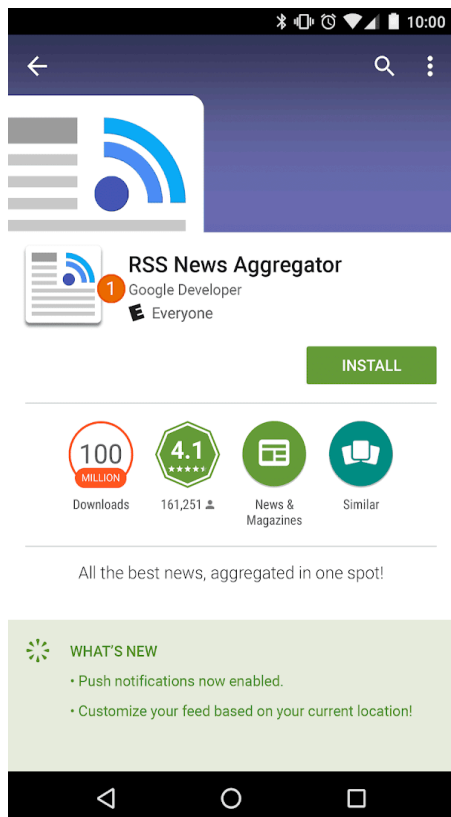 10:00
RSS News Aggregator
1
Google Developer
E Everyone
INSTALL
100
MILLION
4.1
Downloads
161,251
News &
Magazines
Similar
All the best news, aggregated in one spot!
WHAT'S NEW
• Push notifications now enabled.
• Customize your feed based on your current location!